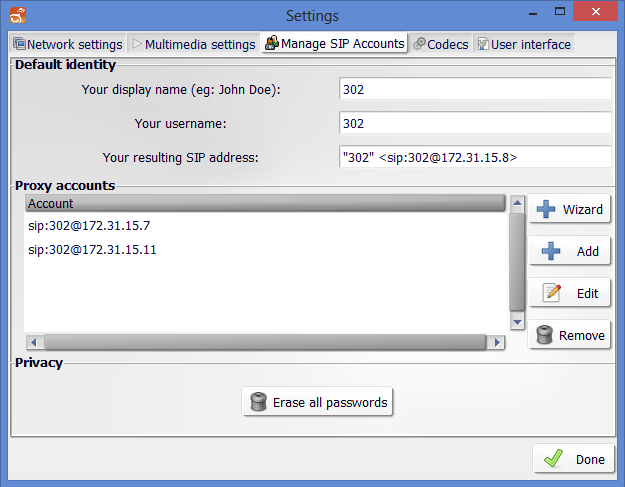 Settings
Network settings
Multimedia settings
Manage SIP Accounts
Codecs
User interface
Default identity
Your display name (eg: John Doe):
302
Your username:
302
Your resulting SIP address:
"302" <sip:302@172.31.15.8>
Proxy accounts
Account
sip:302@172.31.15.7
sip:302@172.31.15.11
Wizard
Add
Edit
Remove
Privacy
Erase all passwords
Done